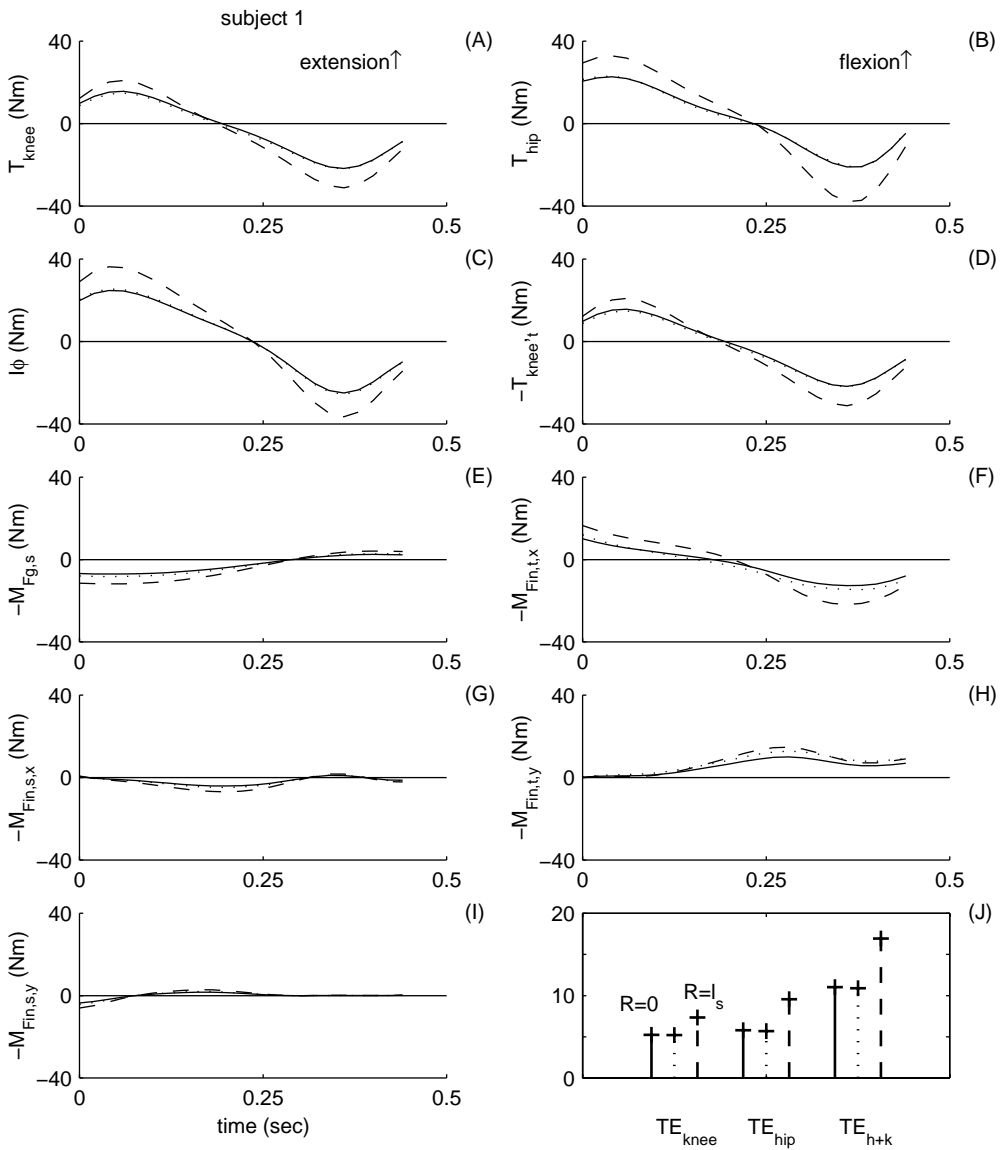 subject 1
(A)
extension↑
T_knee (Nm)
40
0
−40
0
0.25
0.5
(B)
flexion↑
T_hip (Nm)
40
0
−40
0
0.25
0.5
(C)
Iϕ (Nm)
40
0
−40
0
0.25
0.5
(D)
−T_knee't (Nm)
40
0
−40
0
0.25
0.5
(E)
−M_Fg,s (Nm)
40
0
−40
0
0.25
0.5
(F)
−M_Fin,t,x (Nm)
40
0
−40
0
0.25
0.5
(G)
−M_Fin,s,x (Nm)
40
0
−40
0
0.25
0.5
(H)
−M_Fin,t,y (Nm)
40
0
−40
0
0.25
0.5
(I)
−M_Fin,s,y (Nm)
40
0
−40
0
0.25
0.5
time (sec)
(J)
20
10
0
R=0
R=l_s
TE_knee
TE_hip
TE_h+k